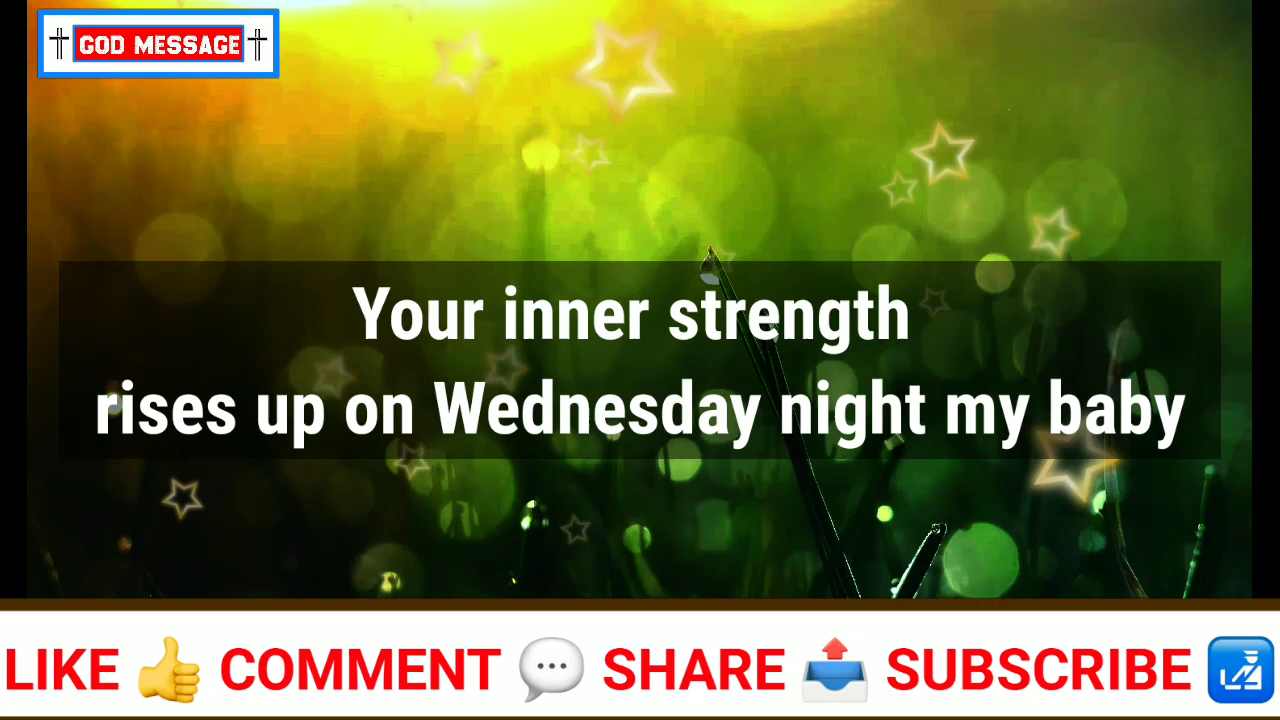 GOD MESSAGE
Your inner strength
rises up on Wednesday night my baby
LIKE 👍 COMMENT 💬 SHARE 📤 SUBSCRIBE 🛃